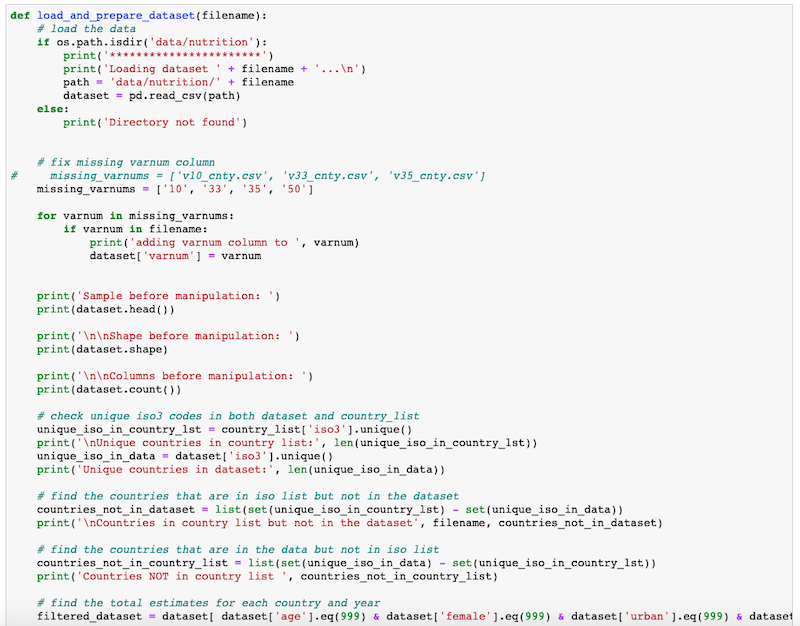 def load_and_prepare_dataset(filename):
    # load the data
    if os.path.isdir('data/nutrition'):
        print('***********************')
        print('Loading dataset ' + filename + '...\n')
        path = 'data/nutrition/' + filename
        dataset = pd.read_csv(path)
    else:
        print('Directory not found')
    # fix missing varnum column
#     missing_varnums = ['v10_cnty.csv', 'v33_cnty.csv', 'v35_cnty.csv']
    missing_varnums = ['10', '33', '35', '50']
    for varnum in missing_varnums:
        if varnum in filename:
            print('adding varnum column to ', varnum)
            dataset['varnum'] = varnum
    print('Sample before manipulation: ')
    print(dataset.head())
    print('\n\nShape before manipulation: ')
    print(dataset.shape)
    print('\n\nColumns before manipulation: ')
    print(dataset.count())
    # check unique iso3 codes in both dataset and country_list
    unique_iso_in_country_lst = country_list['iso3'].unique()
    print('\nUnique countries in country list:', len(unique_iso_in_country_lst))
    unique_iso_in_data = dataset['iso3'].unique()
    print('Unique countries in dataset:', len(unique_iso_in_data))
    # find the countries that are in iso list but not in the dataset
    countries_not_in_dataset = list(set(unique_iso_in_country_lst) - set(unique_iso_in_data))
    print('\nCountries in country list but not in the dataset', filename, countries_not_in_dataset)
    # find the countries that are in the data but not in iso list
    countries_not_in_country_list = list(set(unique_iso_in_data) - set(unique_iso_in_country_lst))
    print('Countries NOT in country list ', countries_not_in_country_list)
    # find the total estimates for each country and year
    filtered_dataset = dataset[ dataset['age'].eq(999) & dataset['female'].eq(999) & dataset['urban'].eq(999) & dataset